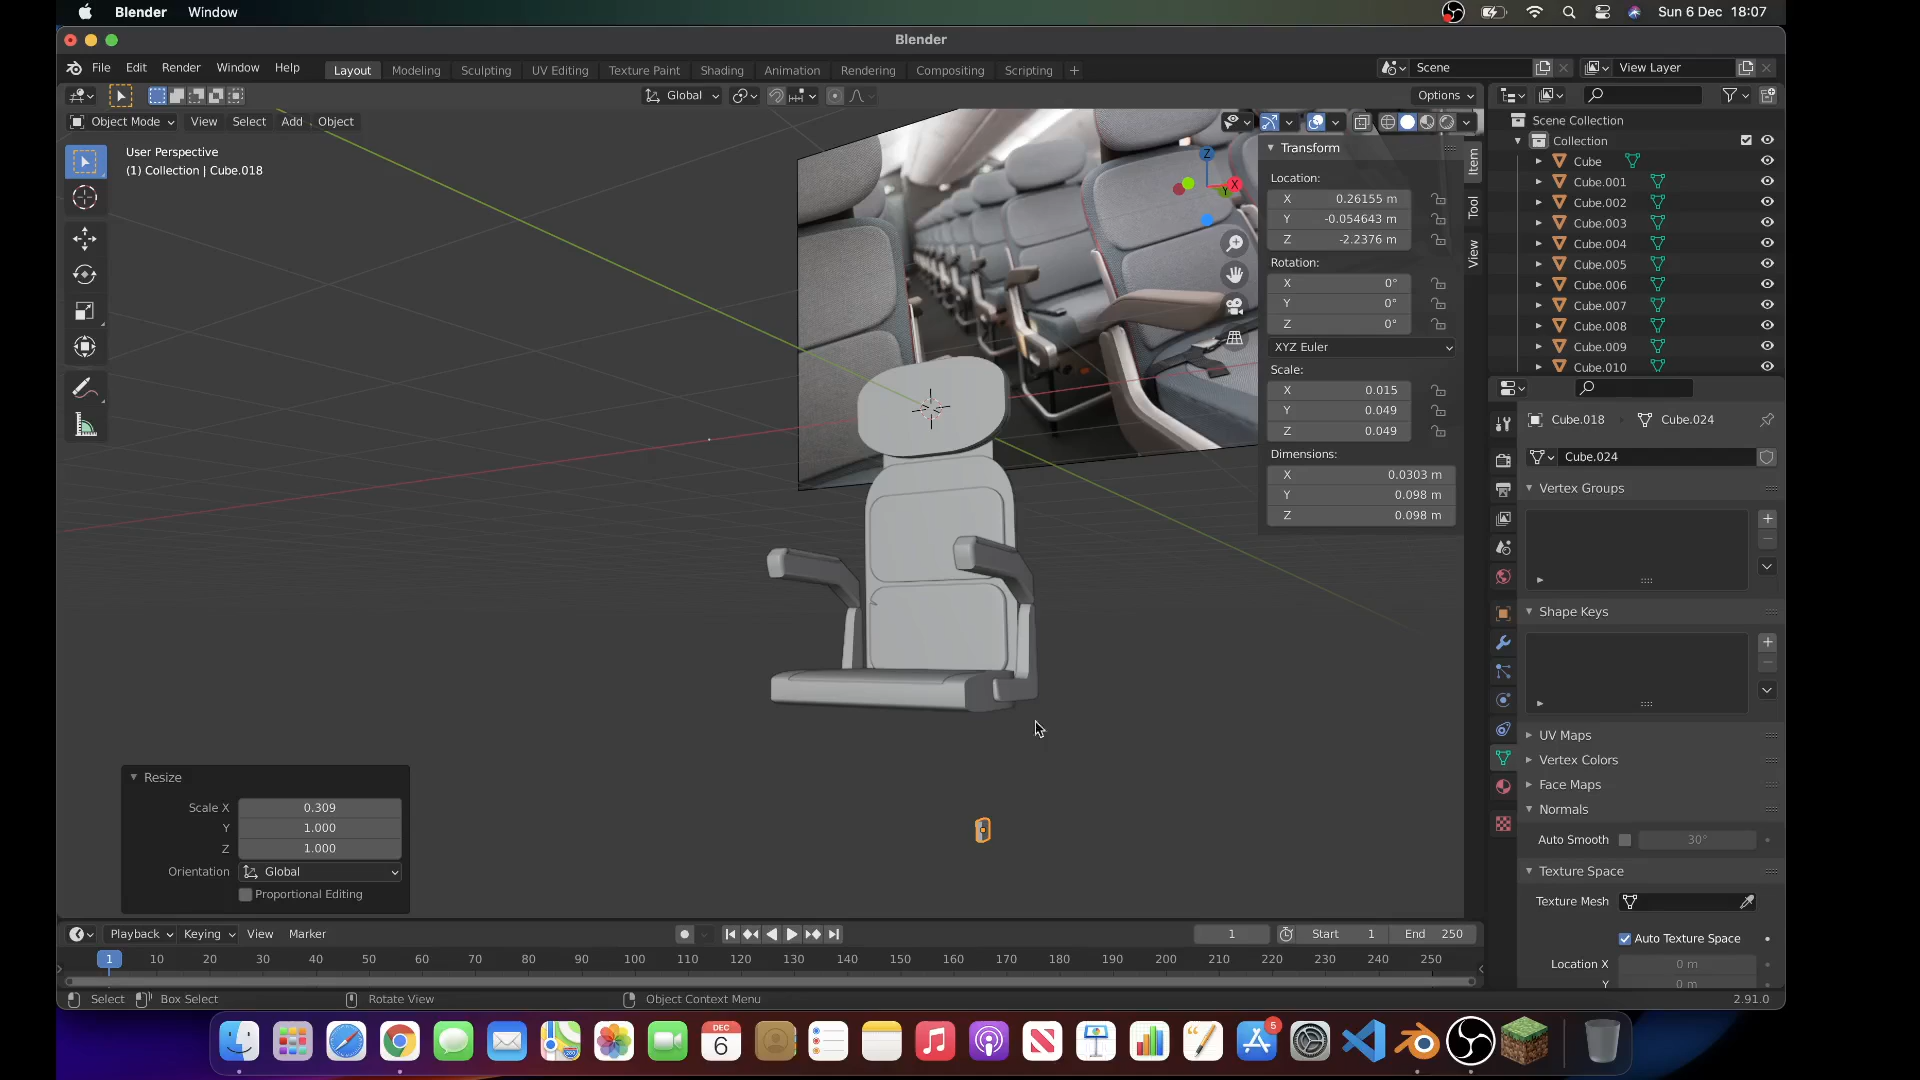 Blender Window
Sun 6 Dec 18:07
Blender
File Edit Render Window Help
Layout Modeling Sculpting UV Editing Texture Paint Shading Animation Rendering Compositing Scripting +
Scene
View Layer
Global
Options
Object Mode View Select Add Object
User Perspective
(1) Collection | Cube.018
Z
X
Y
Transform
Location:
X 0.26155 m
Y -0.054643 m
Z -2.2376 m
Rotation:
X 0°
Y 0°
Z 0°
XYZ Euler
Scale:
X 0.015
Y 0.049
Z 0.049
Dimensions:
X 0.0303 m
Y 0.098 m
Z 0.098 m
Item
Tool
View
Scene Collection
Collection
Cube
Cube.001
Cube.002
Cube.003
Cube.004
Cube.005
Cube.006
Cube.007
Cube.008
Cube.009
Cube.010
Cube.018 Cube.024
Cube.024
Vertex Groups
Shape Keys
UV Maps
Vertex Colors
Face Maps
Normals
Auto Smooth 30°
Texture Space
Texture Mesh
Auto Texture Space
Location X 0 m
Y 0 m
Resize
Scale X 0.309
Y 1.000
Z 1.000
Orientation Global
Proportional Editing
Playback Keying View Marker
1 Start 1 End 250
1 10 20 30 40 50 60 70 80 90 100 110 120 130 140 150 160 170 180 190 200 210 220 230 240 250
Select Box Select Rotate View Object Context Menu 2.91.0
DEC
6
5